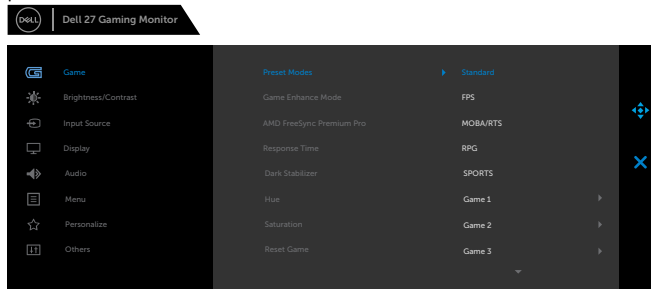 DELL
Dell 27 Gaming Monitor
Game
Preset Modes
Standard
Brightness/Contrast
Game Enhance Mode
FPS
Input Source
AMD FreeSync Premium Pro
MOBA/RTS
Display
Response Time
RPG
Audio
Dark Stabilizer
SPORTS
Menu
Hue
Game 1
Personalize
Saturation
Game 2
Others
Reset Game
Game 3